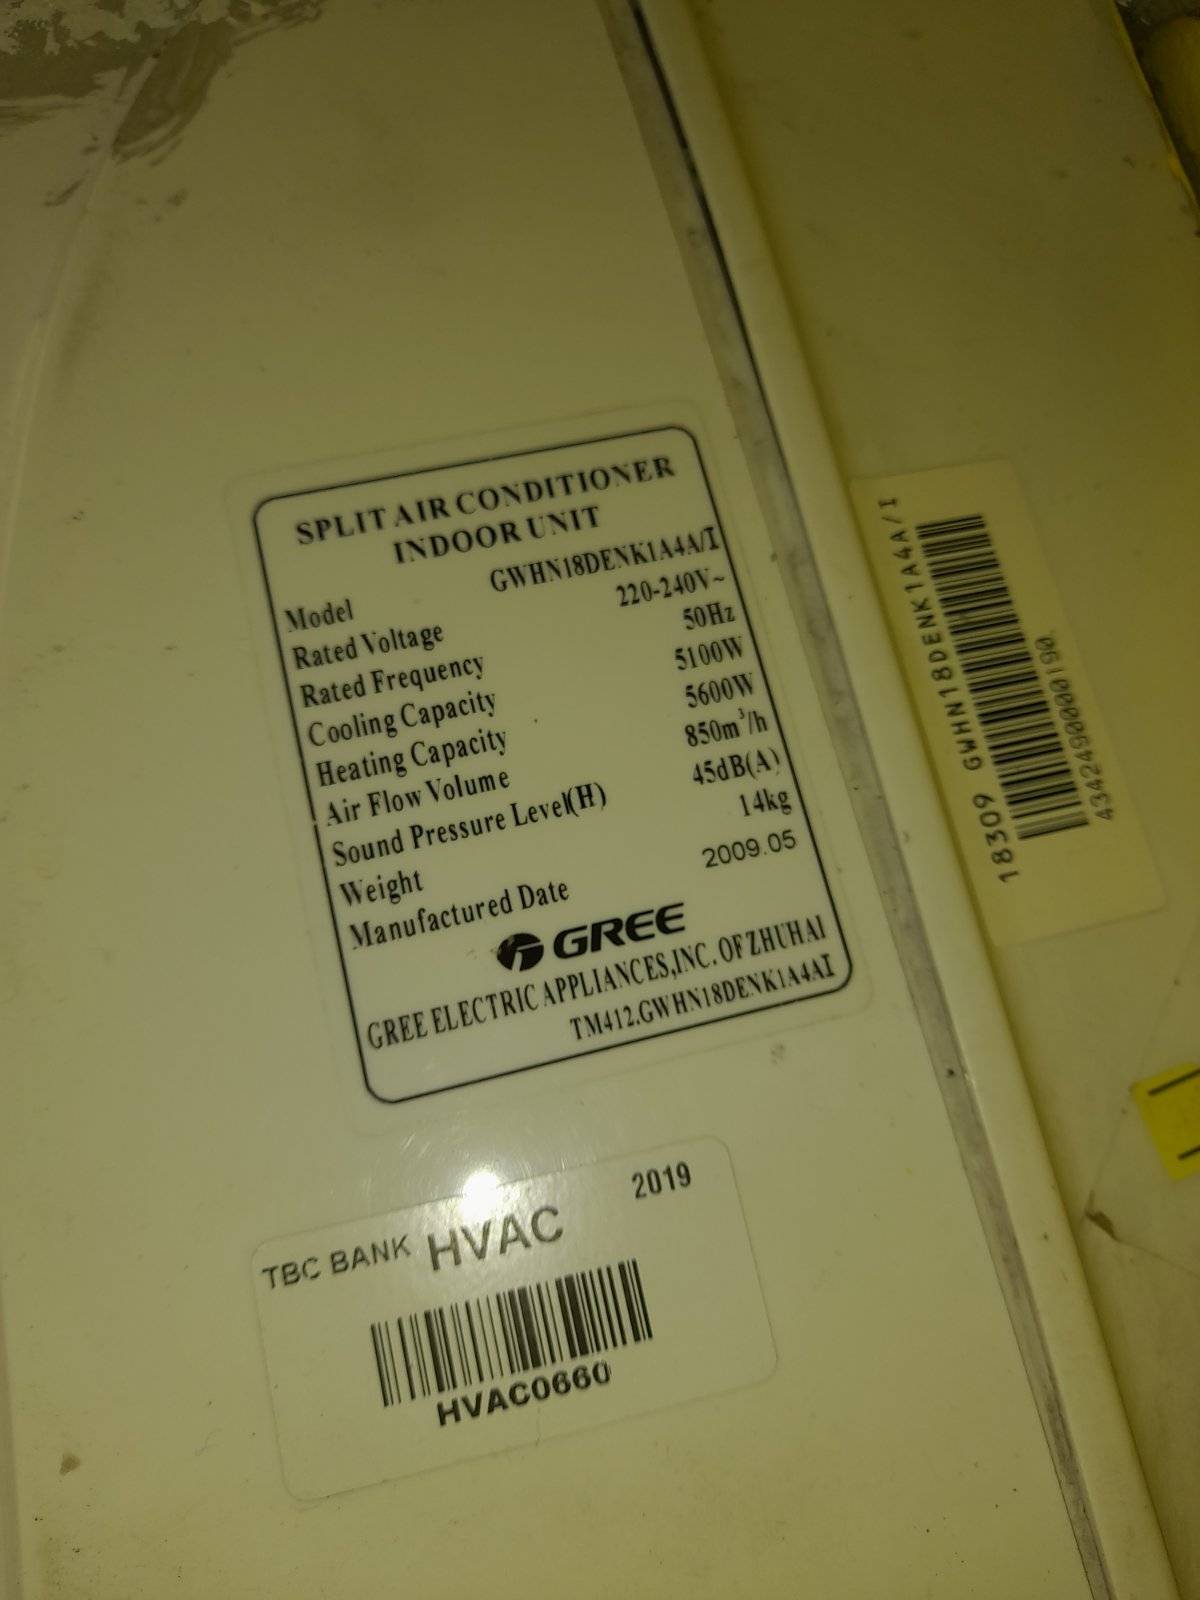 SPLIT AIR CONDITIONER
INDOOR UNIT
Model GWHN18DENK1A4A/I
Rated Voltage 220-240V~
Rated Frequency 50Hz
Cooling Capacity 5100W
Heating Capacity 5600W
Air Flow Volume 850m³/h
Sound Pressure Level(H) 45dB(A)
Weight 14kg
Manufactured Date 2009.05
GREE
GREE ELECTRIC APPLIANCES,INC. OF ZHUHAI
TM412.GWHN18DENK1A4AI
18309 GWHN18DENK1A4A/I
4342490000190
TBC BANK HVAC 2019
HVAC0660